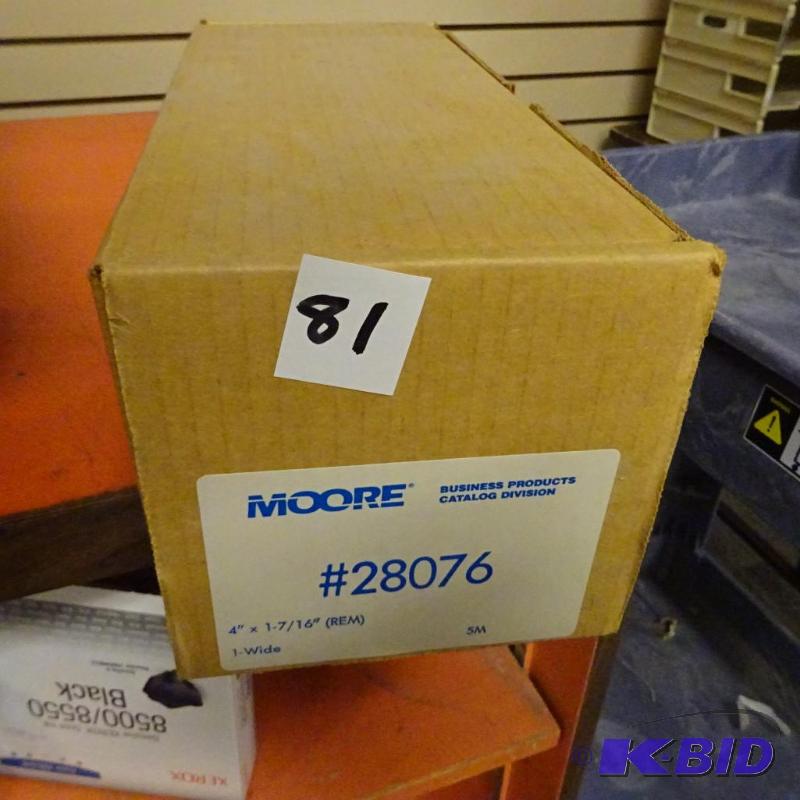 81
MOORE®
BUSINESS PRODUCTS
CATALOG DIVISION
#28076
4" x 1-7/16" (REM)
5M
1-Wide
8500/8550
Black
XEROX
K-BID